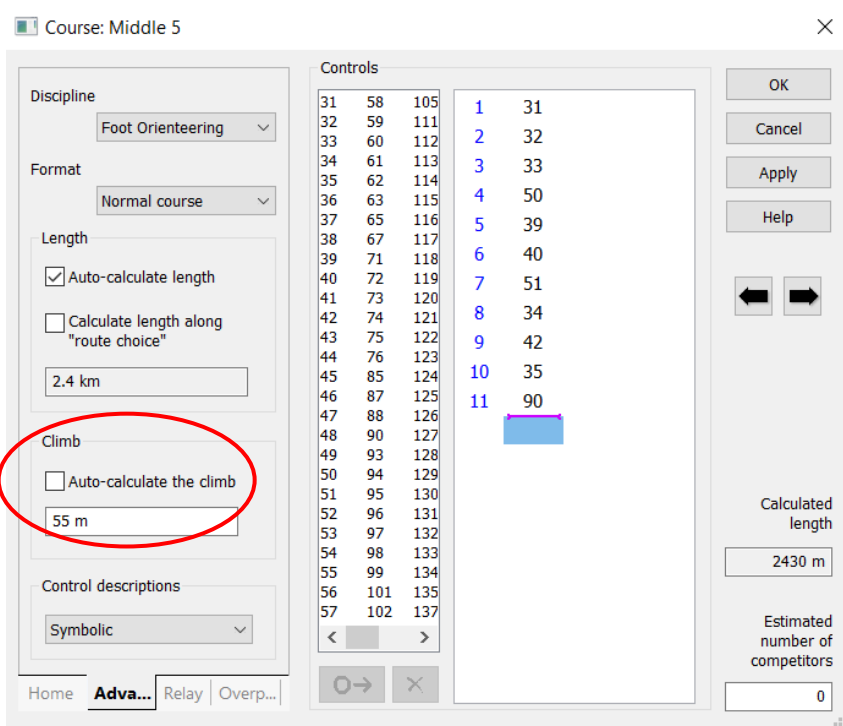 Course: Middle 5
Discipline
Foot Orienteering
Format
Normal course
Length
Auto-calculate length
Calculate length along
"route choice"
2.4 km
Climb
Auto-calculate the climb
55 m
Control descriptions
Symbolic
Home Adva... Relay Overp...
Controls
31 58 105
32 59 111
33 60 112
34 61 113
35 62 114
36 63 115
37 65 116
38 67 117
39 71 118
40 72 119
41 73 120
42 74 121
43 75 122
44 76 123
45 85 124
46 87 125
47 88 126
48 90 127
49 93 128
50 94 129
51 95 130
52 96 131
53 97 132
54 98 133
55 99 134
56 101 135
57 102 137
1 31
2 32
3 33
4 50
5 39
6 40
7 51
8 34
9 42
10 35
11 90
OK
Cancel
Apply
Help
Calculated
length
2430 m
Estimated
number of
competitors
0